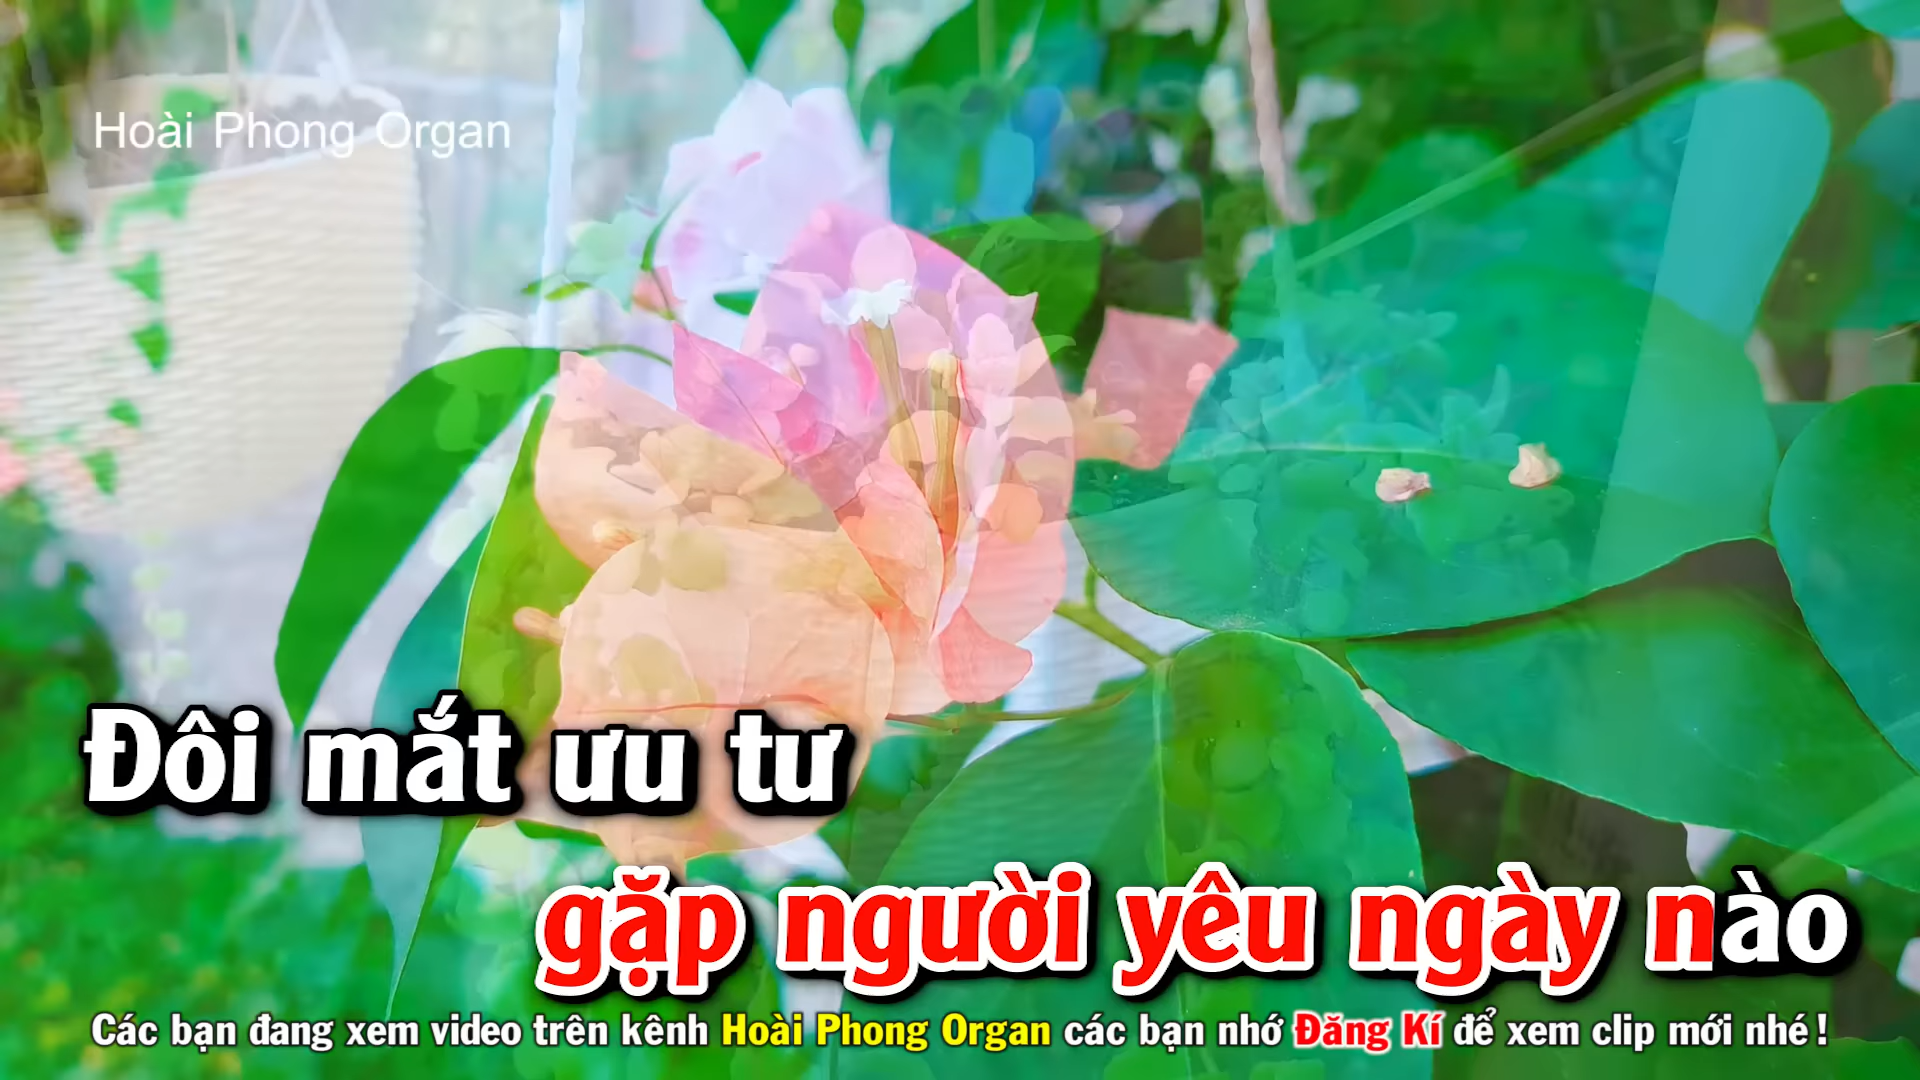 Hoài Phong Organ
Đôi mắt ưu tư
gặp người yêu ngày nào
Các bạn đang xem video trên kênh Hoài Phong Organ các bạn nhớ Đăng Kí để xem clip mới nhé !